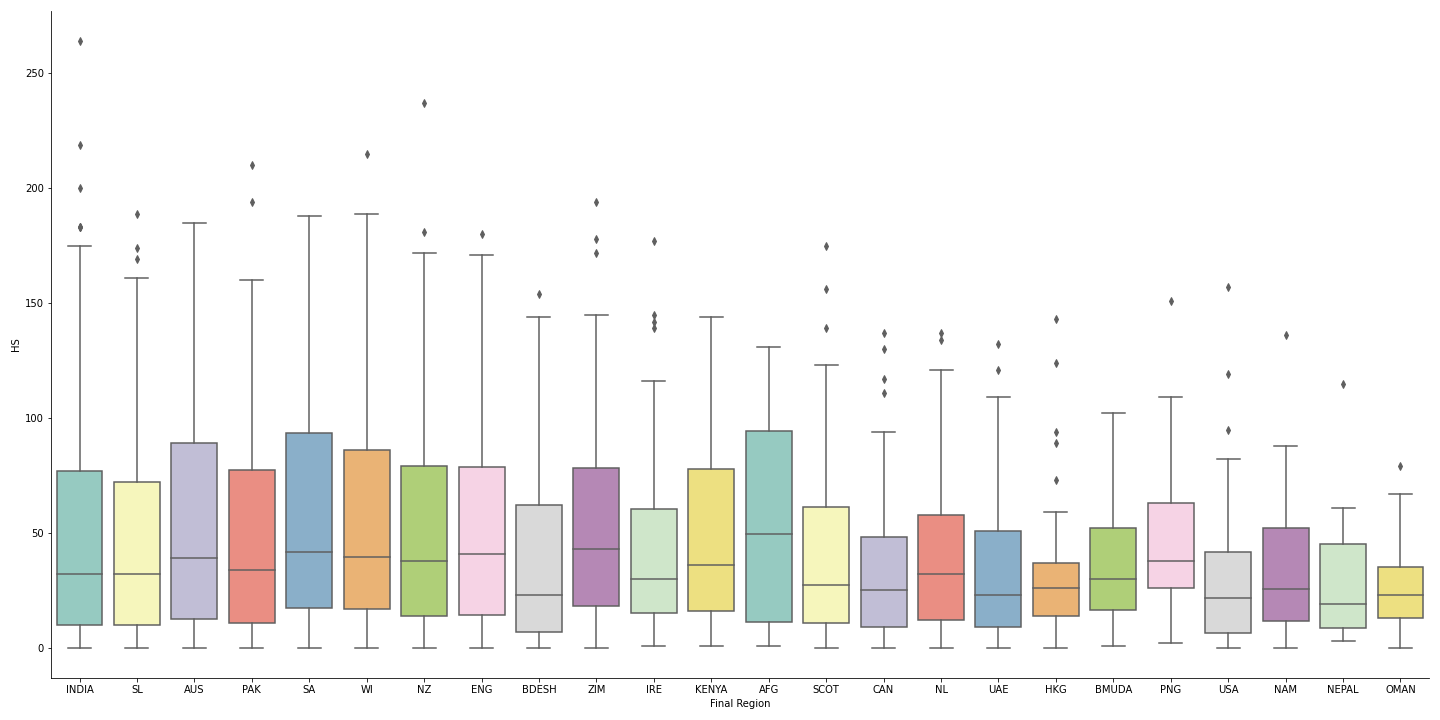 250
200
150
100
50
0
HS
INDIA SL AUS PAK SA WI NZ ENG BDESH ZIM IRE KENYA AFG SCOT CAN NL UAE HKG BMUDA PNG USA NAM NEPAL OMAN
Final Region